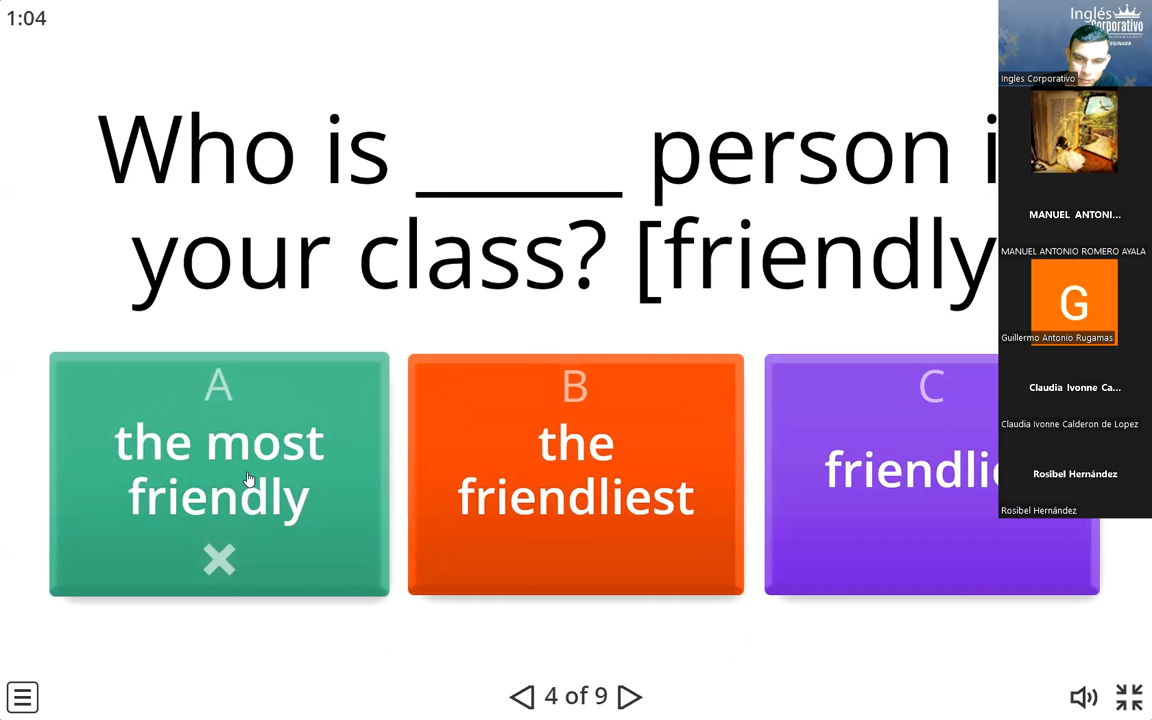 1:04
Inglés
Corporativo
Ingles Corporativo
Who is _____ person i
your class? [friendly
MANUEL ANTONI...
MANUEL ANTONIO ROMERO AYALA
G
Guillermo Antonio Rugamas
A
the most
friendly
B
the
friendliest
C
friendlie
Claudia Ivonne Ca...
Claudia Ivonne Calderon de Lopez
Rosibel Hernández
Rosibel Hernández
4 of 9